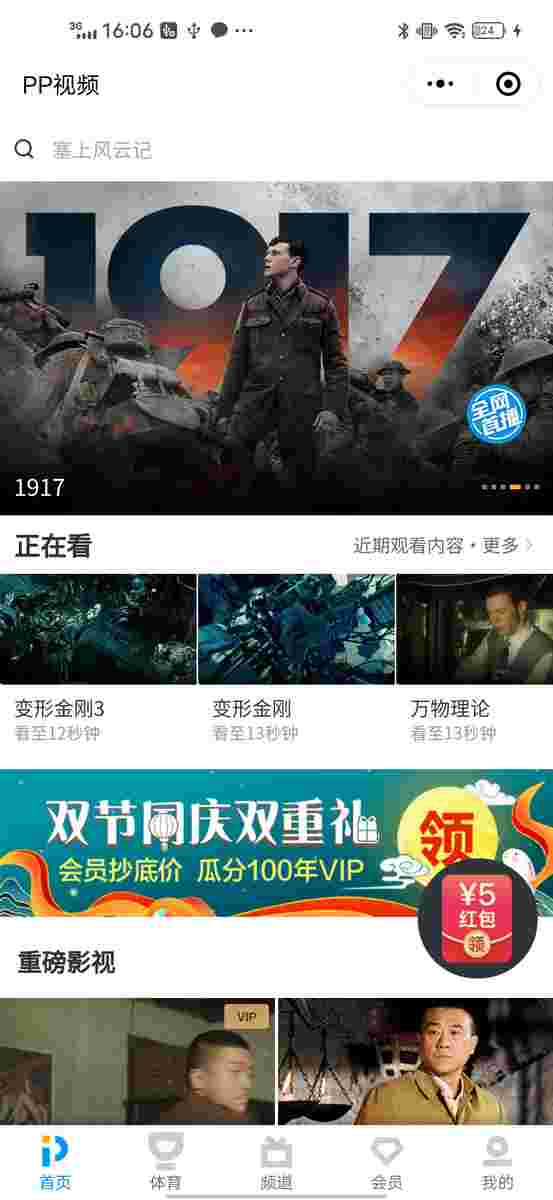 3G 16:06 24
PP视频
塞上风云记
1917
全网
首播
1917
正在看
近期观看内容·更多
变形金刚3
变形金刚
万物理论
看至12秒钟
看至13秒钟
看至13秒钟
双节同庆双重礼
会员抄底价 瓜分100年VIP
领
¥5
红包
领
重磅影视
VIP
首页
体育
频道
会员
我的